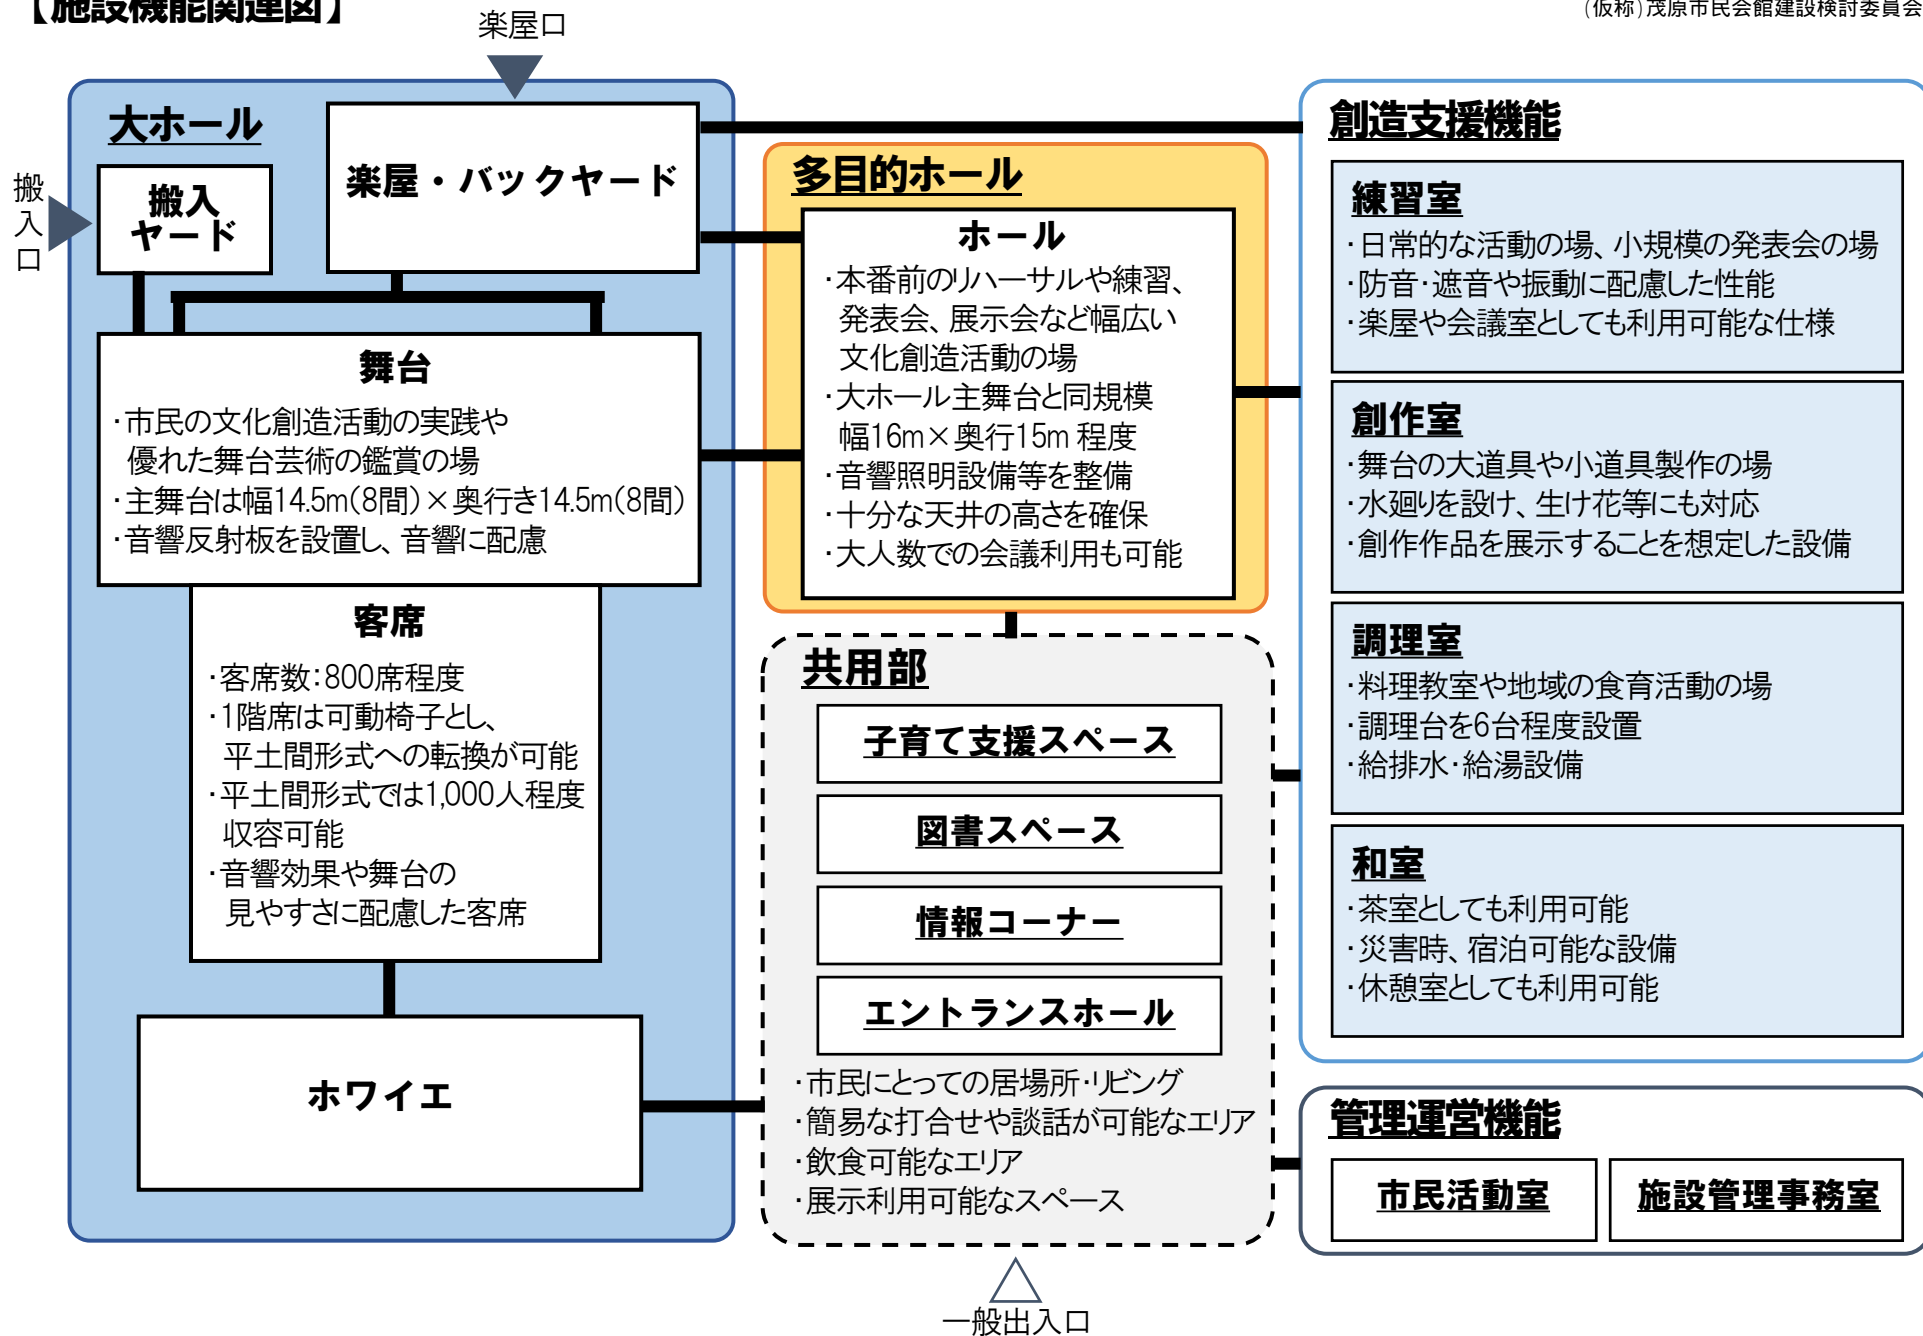 【施設機能関連図】
(仮称)茂原市民会館建設検討委員会
楽屋口
搬入口
大ホール
搬入
ヤード
楽屋・バックヤード
舞台
・市民の文化創造活動の実践や
優れた舞台芸術の鑑賞の場
・主舞台は幅14.5m(8間)×奥行き14.5m(8間)
・音響反射板を設置し、音響に配慮
客席
・客席数:800席程度
・1階席は可動椅子とし、
平土間形式への転換が可能
・平土間形式では1,000人程度
収容可能
・音響効果や舞台の
見やすさに配慮した客席
ホワイエ
多目的ホール
ホール
・本番前のリハーサルや練習、
発表会、展示会など幅広い
文化創造活動の場
・大ホール主舞台と同規模
幅16m×奥行15m 程度
・音響照明設備等を整備
・十分な天井の高さを確保
・大人数での会議利用も可能
共用部
子育て支援スペース
図書スペース
情報コーナー
エントランスホール
・市民にとっての居場所・リビング
・簡易な打合せや談話が可能なエリア
・飲食可能なエリア
・展示利用可能なスペース
一般出入口
創造支援機能
練習室
・日常的な活動の場、小規模の発表会の場
・防音・遮音や振動に配慮した性能
・楽屋や会議室としても利用可能な仕様
創作室
・舞台の大道具や小道具製作の場
・水廻りを設け、生け花等にも対応
・創作作品を展示することを想定した設備
調理室
・料理教室や地域の食育活動の場
・調理台を6台程度設置
・給排水・給湯設備
和室
・茶室としても利用可能
・災害時、宿泊可能な設備
・休憩室としても利用可能
管理運営機能
市民活動室
施設管理事務室